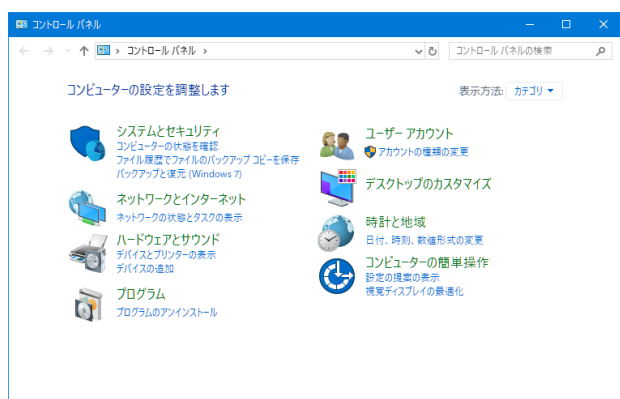 コントロール パネル
コントロール パネル
コントロール パネルの検索
コンピューターの設定を調整します
表示方法: カテゴリ
システムとセキュリティ
コンピューターの状態を確認
ファイル履歴でファイルのバックアップ コピーを保存
バックアップと復元 (Windows 7)
ネットワークとインターネット
ネットワークの状態とタスクの表示
ハードウェアとサウンド
デバイスとプリンターの表示
デバイスの追加
プログラム
プログラムのアンインストール
ユーザー アカウント
アカウントの種類の変更
デスクトップのカスタマイズ
時計と地域
日付、時刻、数値形式の変更
コンピューターの簡単操作
設定の提案の表示
視覚ディスプレイの最適化